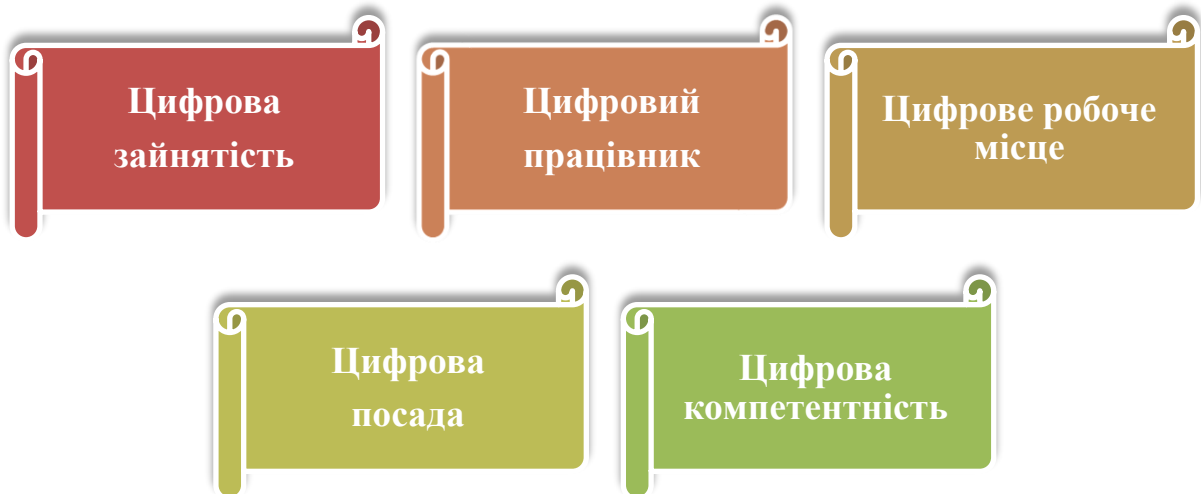 Цифрова
зайнятість
Цифровий
працівник
Цифрове робоче
місце
Цифрова
посада
Цифрова
компетентність